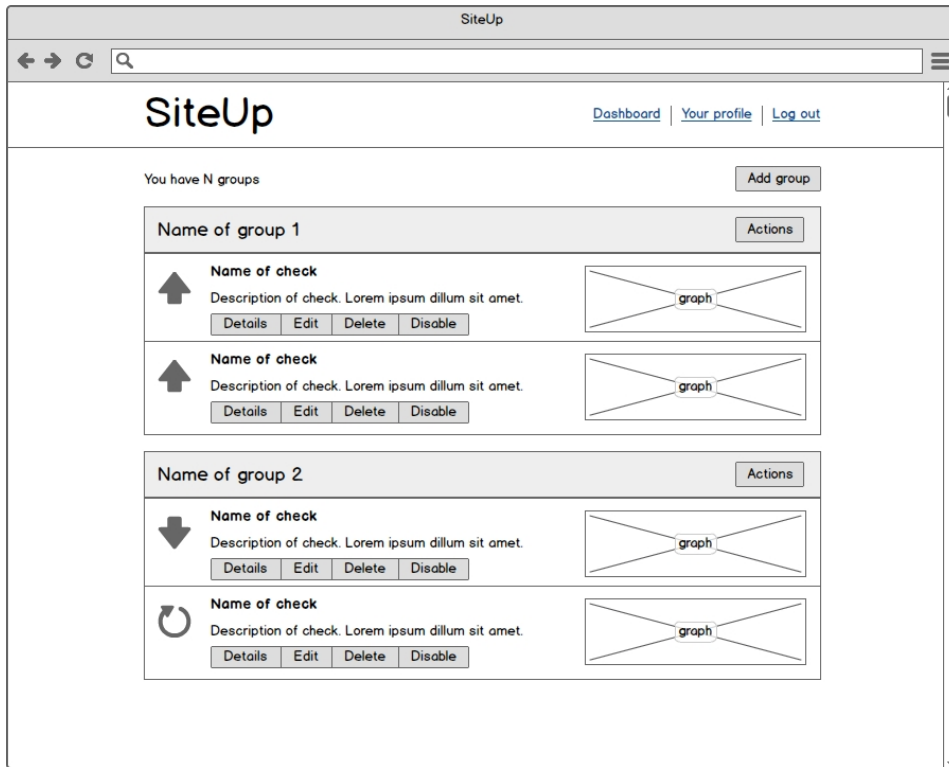 SiteUp
SiteUp
Dashboard Your profile Log out
You have N groups Add group
Name of group 1 Actions
Name of check
Description of check. Lorem ipsum dillum sit amet.
graph
Details Edit Delete Disable
Name of check
Description of check. Lorem ipsum dillum sit amet.
graph
Details Edit Delete Disable
Name of group 2 Actions
Name of check
Description of check. Lorem ipsum dillum sit amet.
graph
Details Edit Delete Disable
Name of check
Description of check. Lorem ipsum dillum sit amet.
graph
Details Edit Delete Disable